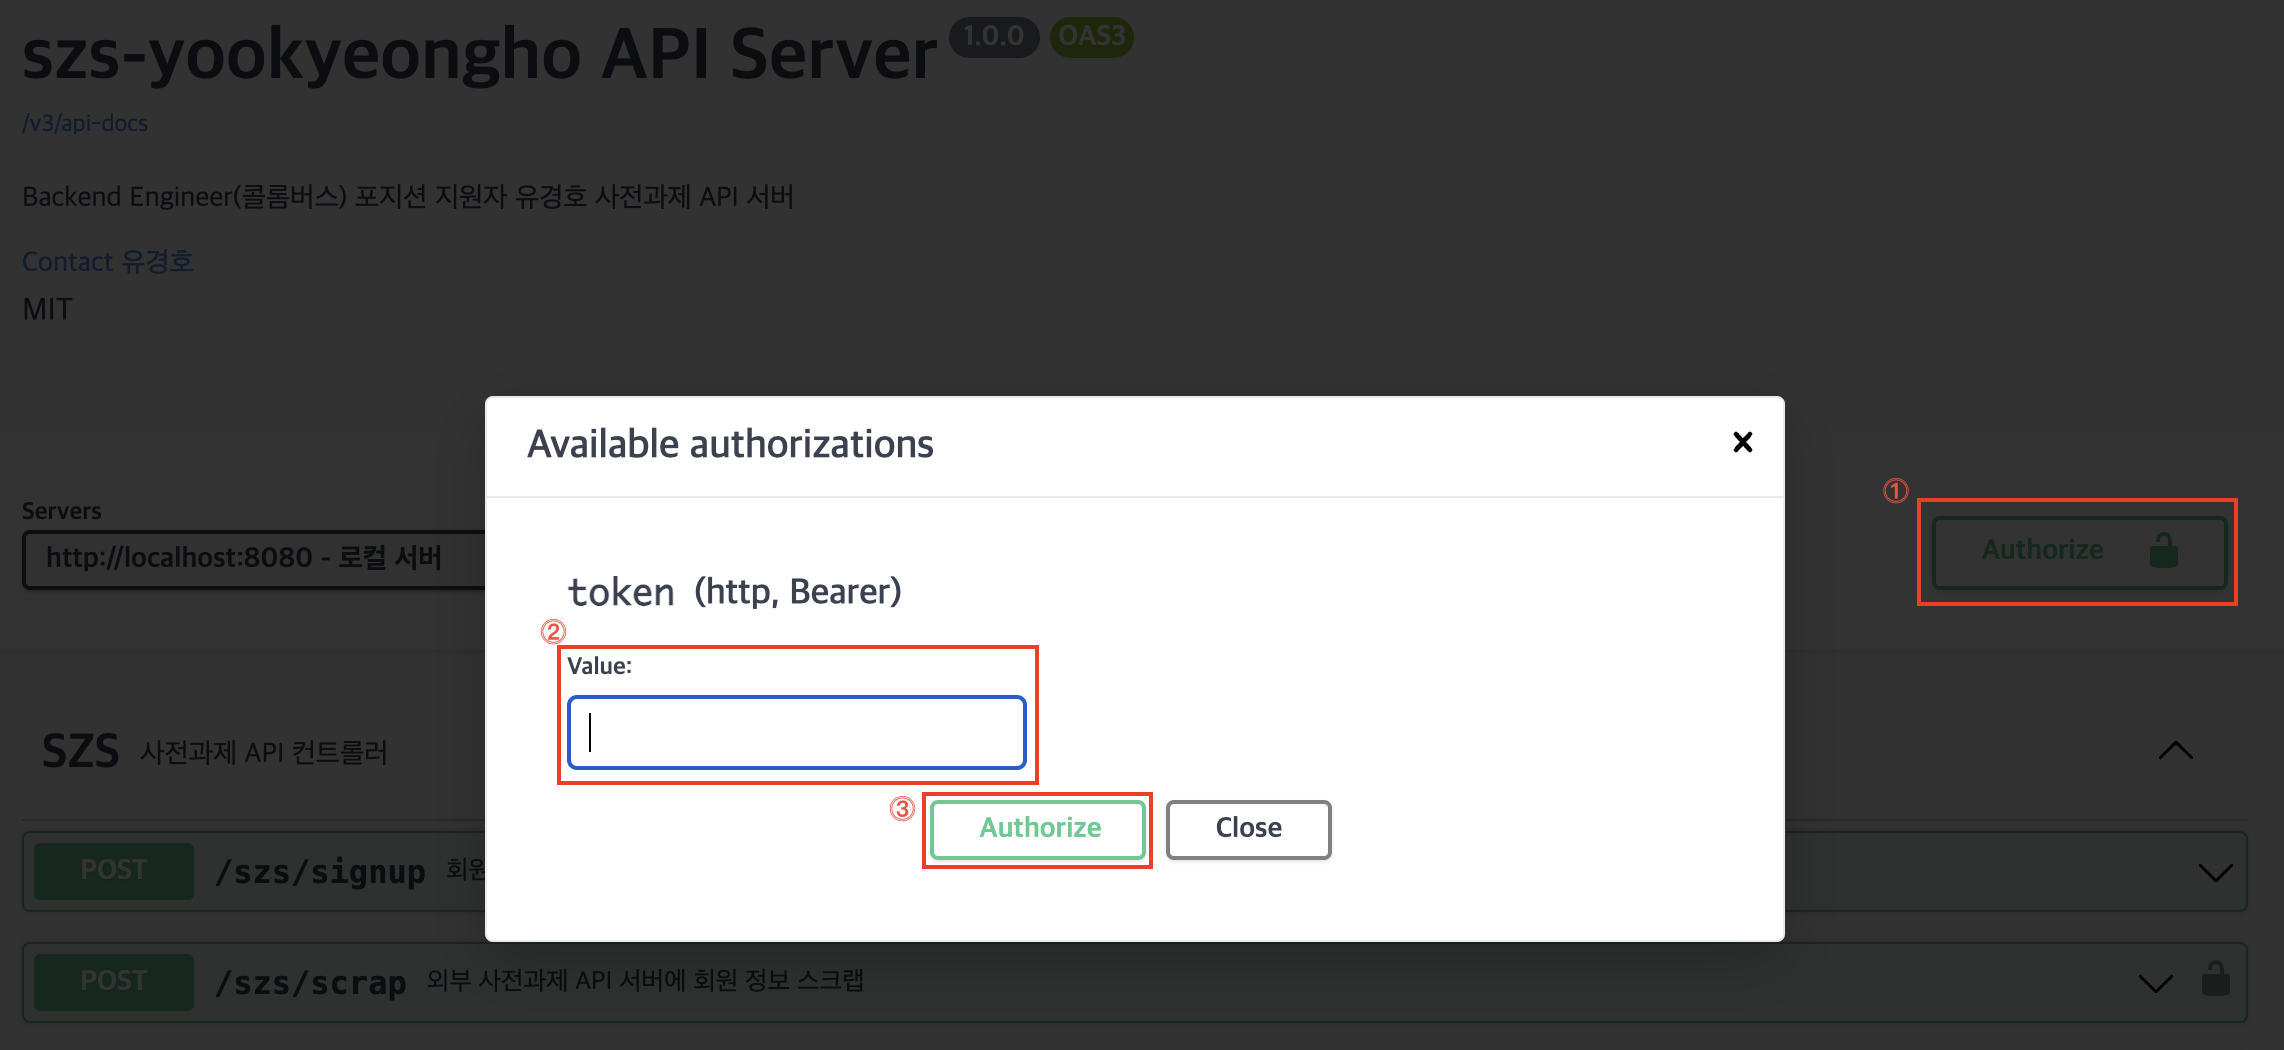 szs-yookyeongho API Server 1.0.0 OAS3
/v3/api-docs
Backend Engineer(콜롬버스) 포지션 지원자 유경호 사전과제 API 서버
Contact 유경호
MIT
Available authorizations
①
Servers
http://localhost:8080 - 로컬 서버
Authorize
token (http, Bearer)
②
Value:
③
Authorize
Close
SZS 사전과제 API 컨트롤러
POST /szs/signup 회원
POST /szs/scrap 외부 사전과제 API 서버에 회원 정보 스크랩